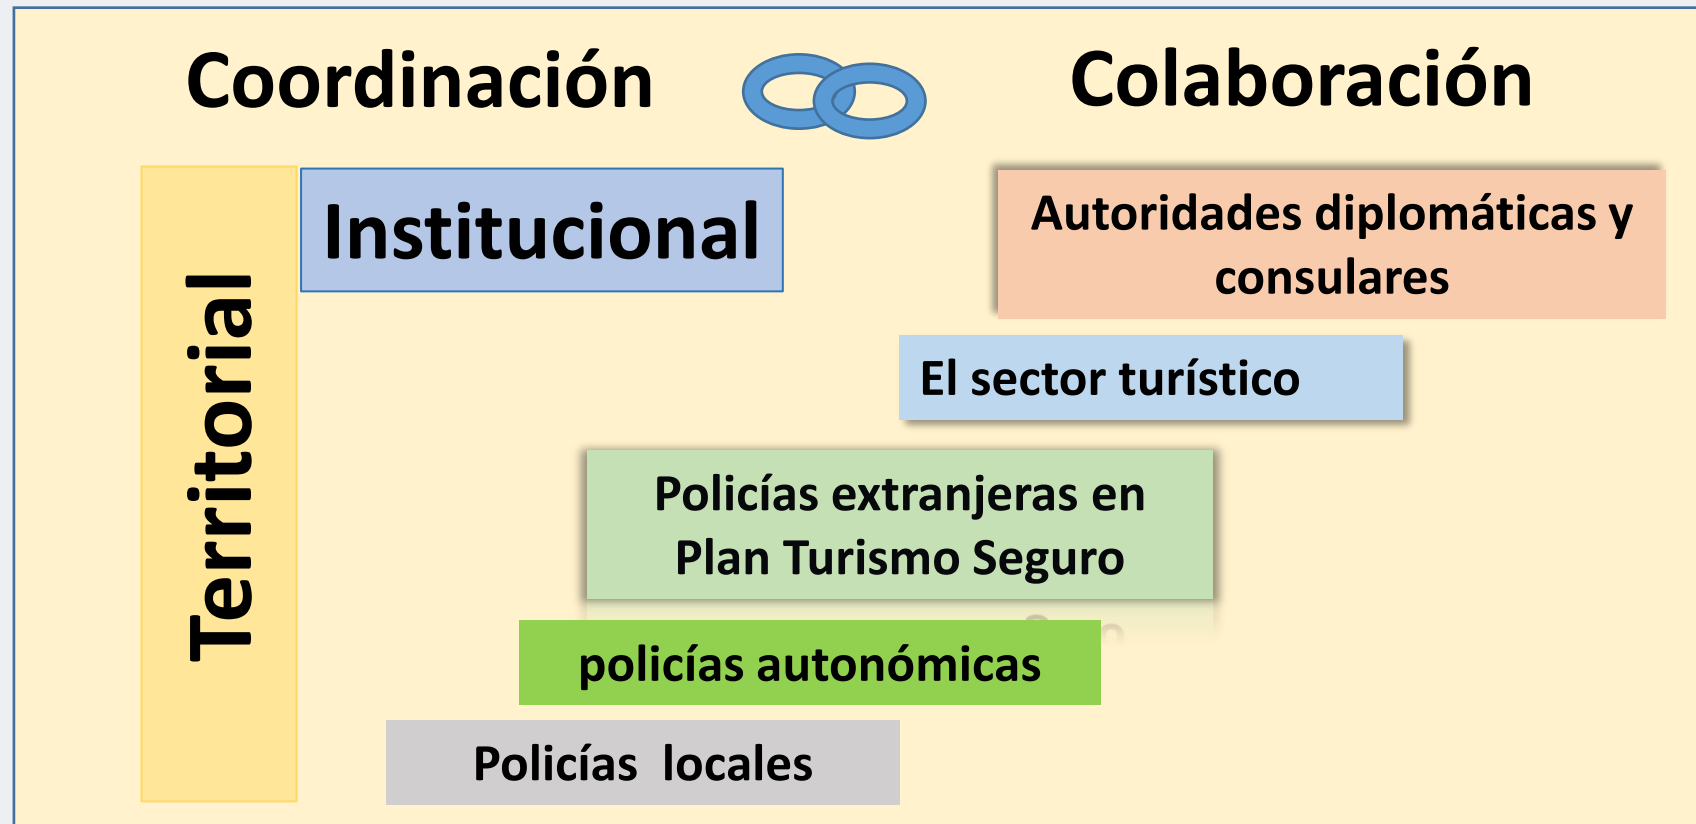 Coordinación
Colaboración
Territorial
Institucional
Autoridades diplomáticas y
consulares
El sector turístico
Policías extranjeras en
Plan Turismo Seguro
policías autonómicas
Policías locales